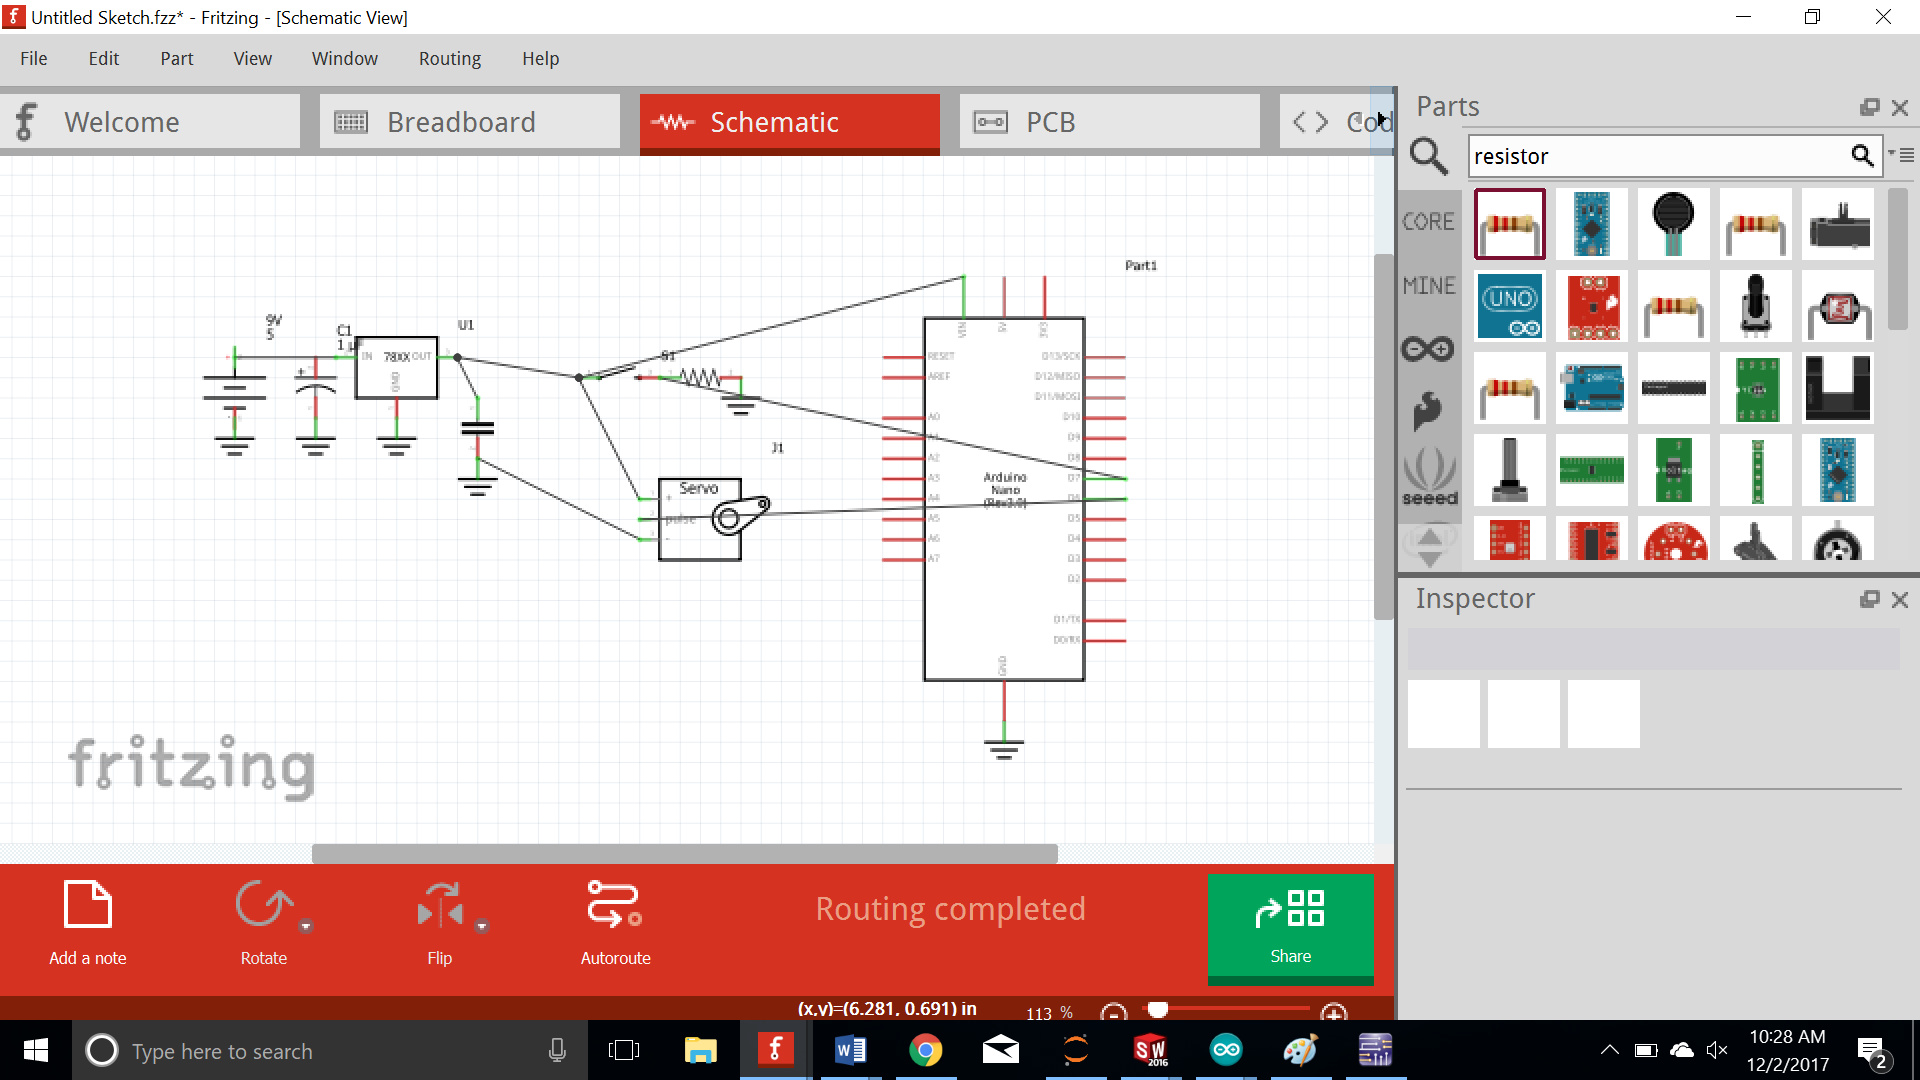 Untitled Sketch.fzz* - Fritzing - [Schematic View]
File Edit Part View Window Routing Help
Welcome
Breadboard
Schematic
PCB
Cod
Parts
resistor
CORE
MINE
UNO
seeed
Inspector
Part1
9V
5
C1
1
U1
IN 78XX OUT
GND
S1
J1
Servo
+
pulse
-
VIN
5V
3V3
RESET
AREF
A0
A1
A2
A3
A4
A5
A6
A7
D13/SCK
D12/MISO
D11/MOSI
D10
D9
D8
D7
D6
D5
D4
D3
D2
D1/TX
D0/RX
Arduino
Nano
(Rev3.0)
GND
fritzing
Add a note
Rotate
Flip
Autoroute
Routing completed
Share
(x,y)=(6.281, 0.691) in
113 %
Type here to search
SW
2016
10:28 AM
12/2/2017
2